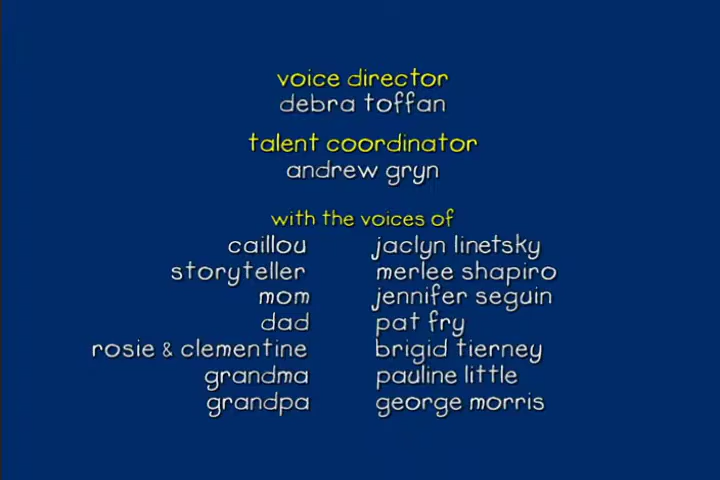 voice director
debra toffan
talent coordinator
andrew gryn
with the voices of
caillou jaclyn linetsky
storyteller merlee shapiro
mom jennifer seguin
dad pat fry
rosie & clementine brigid tierney
grandma pauline little
grandpa george morris